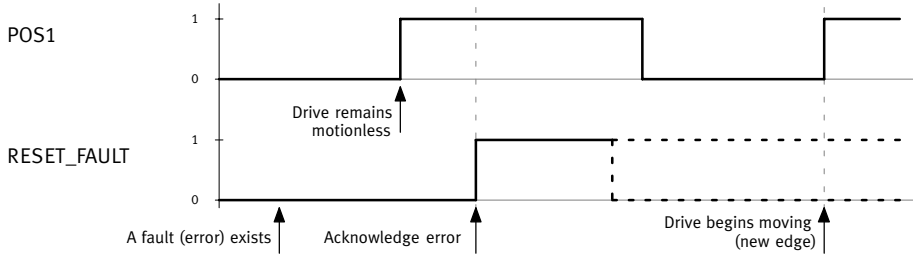 POS1
1
0
Drive remains
motionless
RESET_FAULT
1
0
A fault (error) exists
Acknowledge error
Drive begins moving
(new edge)